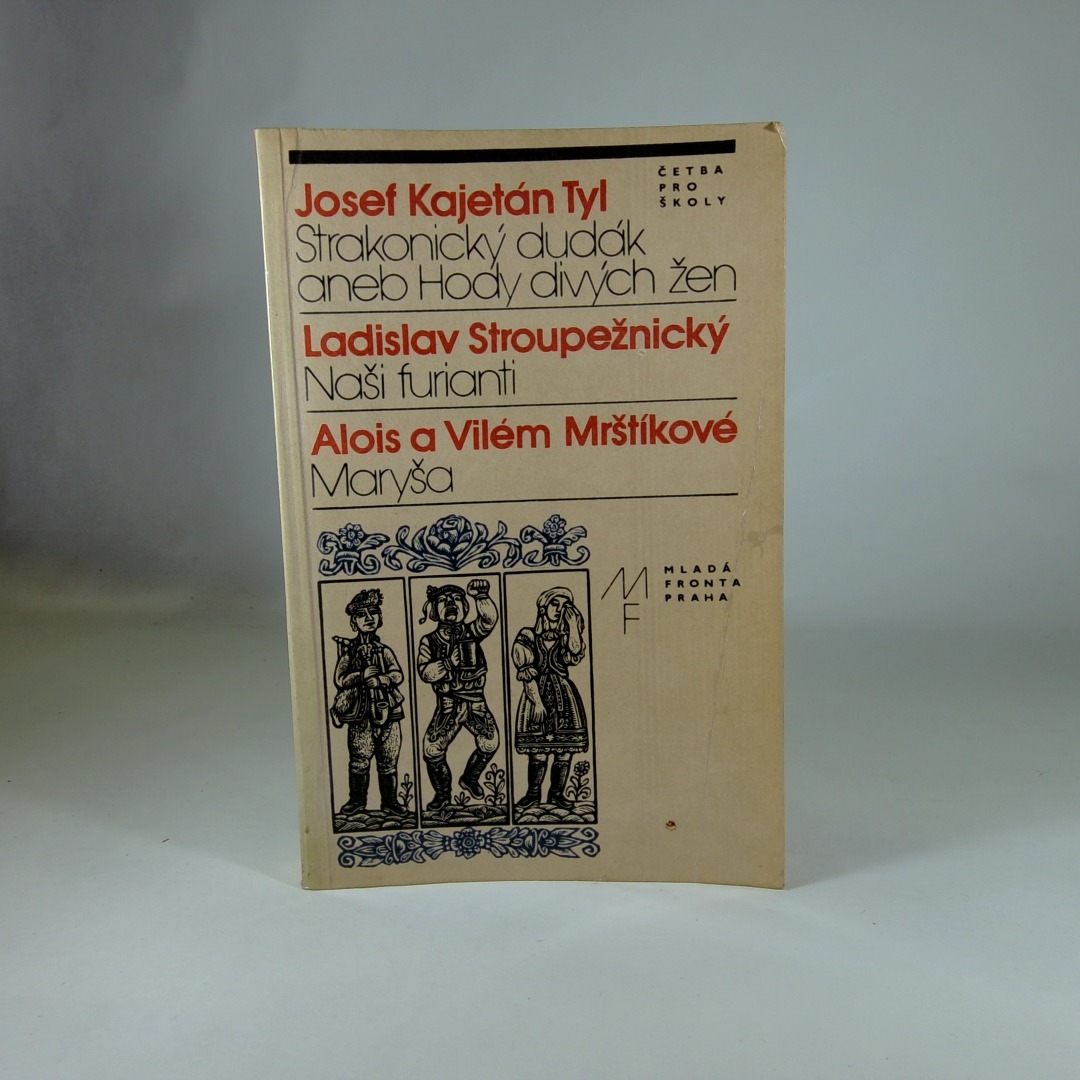 Josef Kajetán Tyl
Strakonický dudák
aneb Hody divých žen
ČETBA
PRO
ŠKOLY
Ladislav Stroupežnický
Naši furianti
Alois a Vilém Mrštíkové
Maryša
MF
MLADÁ
FRONTA
PRAHA